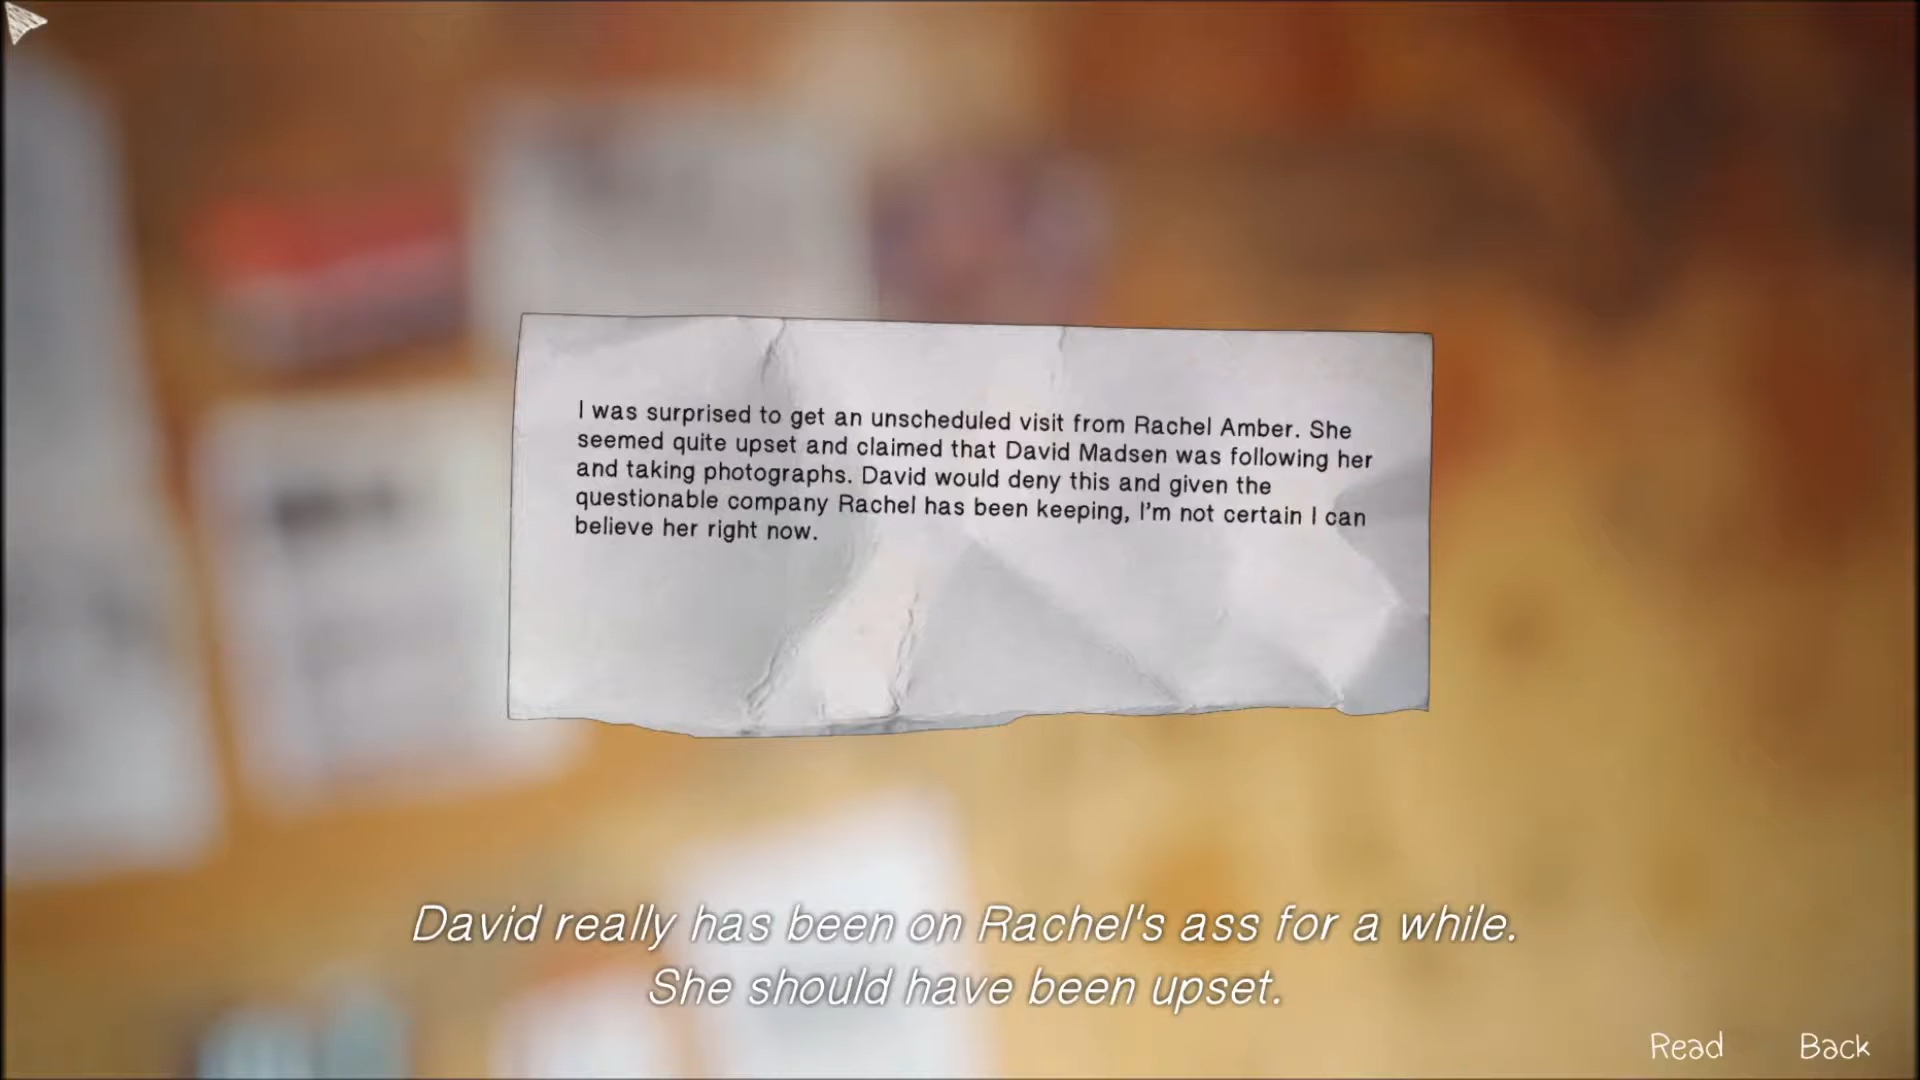 I was surprised to get an unscheduled visit from Rachel Amber. She
seemed quite upset and claimed that David Madsen was following her
and taking photographs. David would deny this and given the
questionable company Rachel has been keeping, I'm not certain I can
believe her right now.
David really has been on Rachel's ass for a while.
She should have been upset.
Read
Back